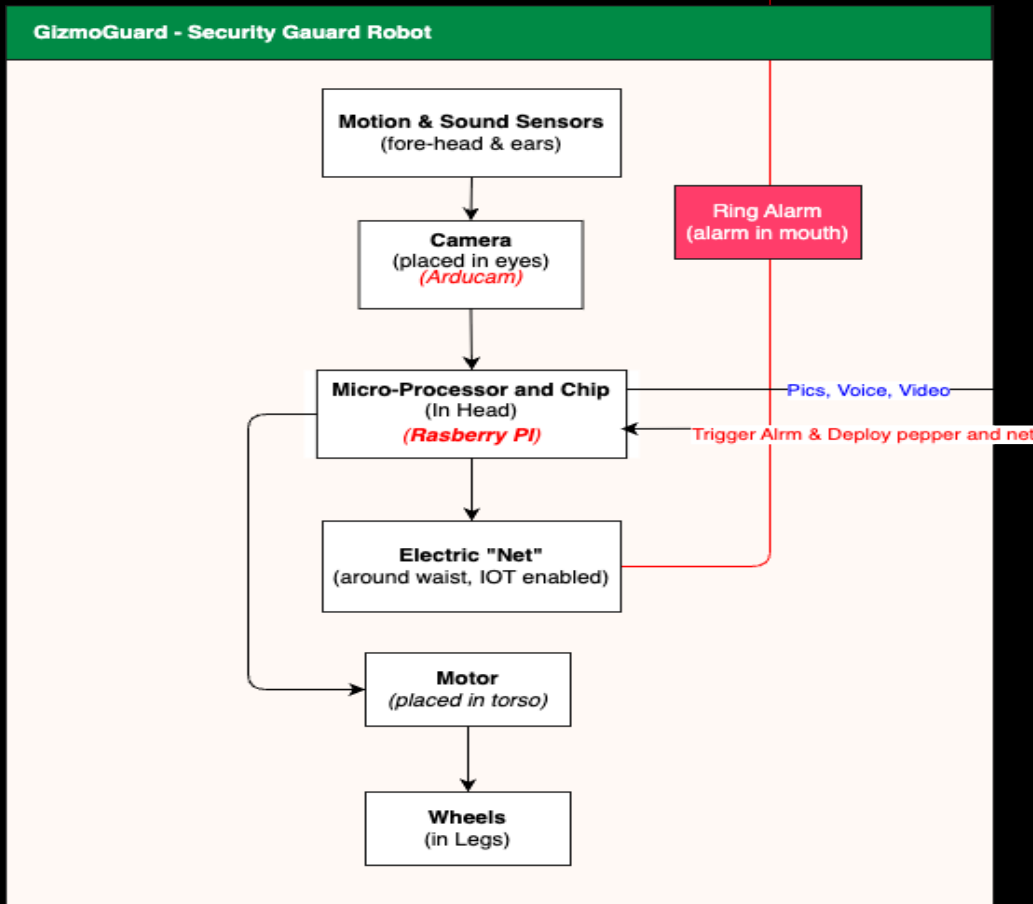 GizmoGuard - Security Gauard Robot
Motion & Sound Sensors
(fore-head & ears)
Ring Alarm
(alarm in mouth)
Camera
(placed in eyes)
(Arducam)
Micro-Processor and Chip
(In Head)
(Rasberry PI)
Pics, Voice, Video
Trigger Alrm & Deploy pepper and net
Electric "Net"
(around waist, IOT enabled)
Motor
(placed in torso)
Wheels
(in Legs)